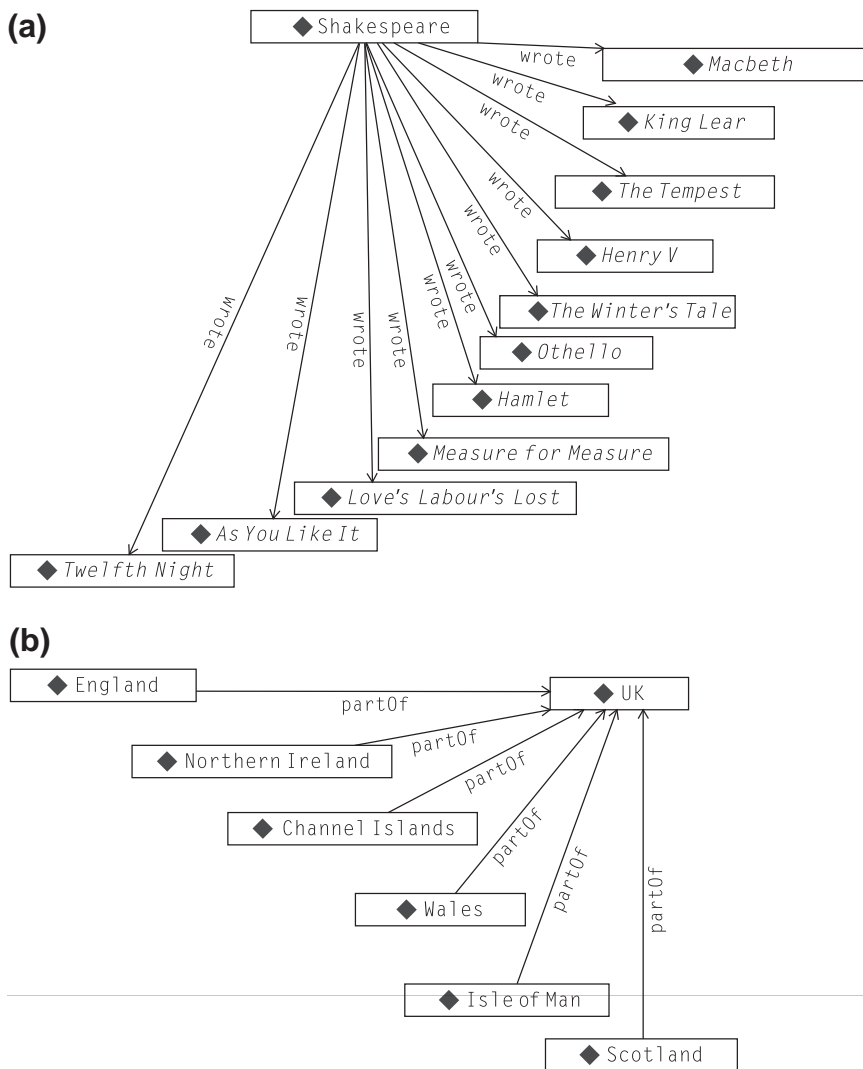 (a)
Shakespeare
wrote
Macbeth
wrote
King Lear
wrote
The Tempest
wrote
Henry V
wrote
The Winter's Tale
wrote
Othello
wrote
Hamlet
wrote
Measure for Measure
wrote
Love's Labour's Lost
wrote
As You Like It
wrote
Twelfth Night
(b)
England
partOf
UK
Northern Ireland
partOf
Channel Islands
partOf
Wales
partOf
Isle of Man
partOf
Scotland
partOf